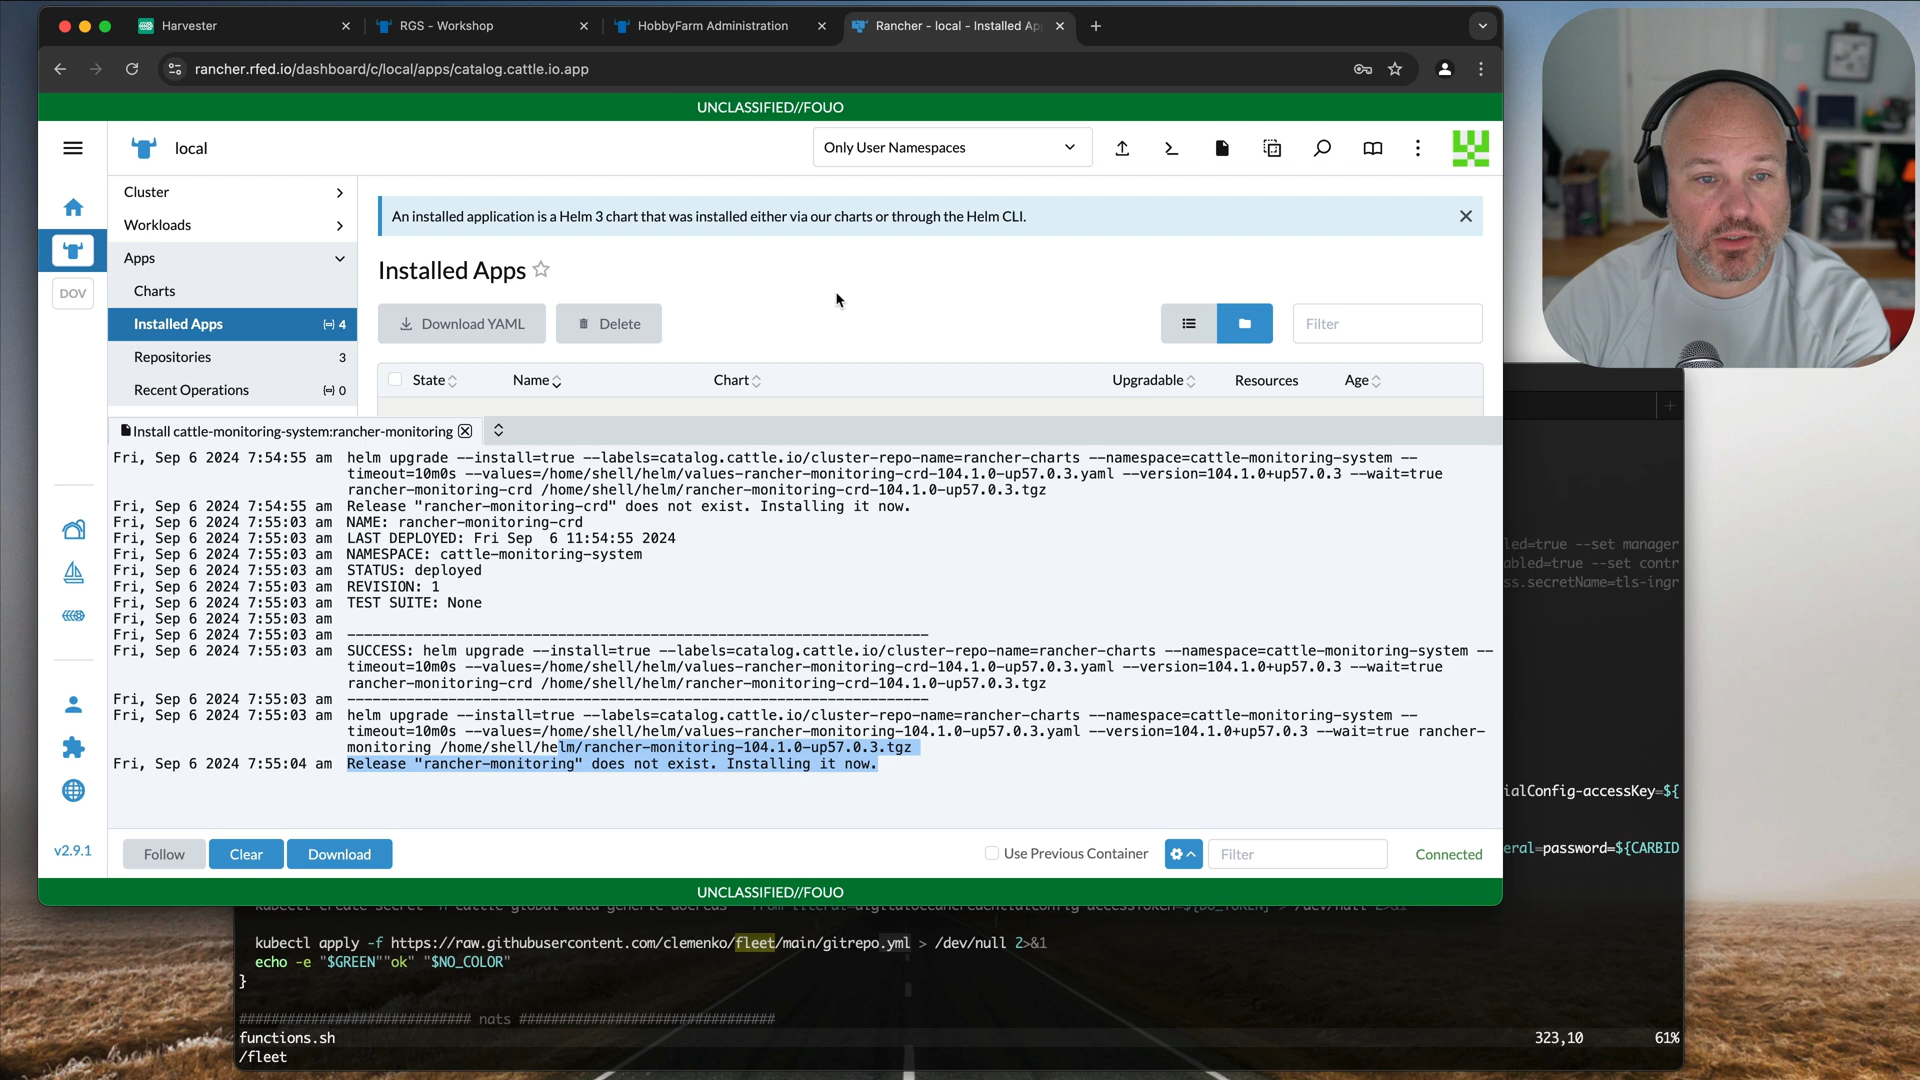 Harvester
RGS - Workshop
HobbyFarm Administration
Rancher - local - Installed Ap
rancher.rfed.io/dashboard/c/local/apps/catalog.cattle.io.app
UNCLASSIFIED//FOUO
local
Only User Namespaces
Cluster
Workloads
Apps
Charts
Installed Apps 4
Repositories 3
Recent Operations 0
DOV
v2.9.1
An installed application is a Helm 3 chart that was installed either via our charts or through the Helm CLI.
Installed Apps
Download YAML
Delete
Filter
State Name Chart Upgradable Resources Age
Install cattle-monitoring-system:rancher-monitoring
Fri, Sep 6 2024 7:54:55 am helm upgrade --install=true --labels=catalog.cattle.io/cluster-repo-name=rancher-charts --namespace=cattle-monitoring-system --
timeout=10m0s --values=/home/shell/helm/values-rancher-monitoring-crd-104.1.0-up57.0.3.yaml --version=104.1.0+up57.0.3 --wait=true
rancher-monitoring-crd /home/shell/helm/rancher-monitoring-crd-104.1.0-up57.0.3.tgz
Fri, Sep 6 2024 7:54:55 am Release "rancher-monitoring-crd" does not exist. Installing it now.
Fri, Sep 6 2024 7:55:03 am NAME: rancher-monitoring-crd
Fri, Sep 6 2024 7:55:03 am LAST DEPLOYED: Fri Sep  6 11:54:55 2024
Fri, Sep 6 2024 7:55:03 am NAMESPACE: cattle-monitoring-system
Fri, Sep 6 2024 7:55:03 am STATUS: deployed
Fri, Sep 6 2024 7:55:03 am REVISION: 1
Fri, Sep 6 2024 7:55:03 am TEST SUITE: None
Fri, Sep 6 2024 7:55:03 am
Fri, Sep 6 2024 7:55:03 am ---------------------------------------------------------------------
Fri, Sep 6 2024 7:55:03 am SUCCESS: helm upgrade --install=true --labels=catalog.cattle.io/cluster-repo-name=rancher-charts --namespace=cattle-monitoring-system --
timeout=10m0s --values=/home/shell/helm/values-rancher-monitoring-crd-104.1.0-up57.0.3.yaml --version=104.1.0+up57.0.3 --wait=true
rancher-monitoring-crd /home/shell/helm/rancher-monitoring-crd-104.1.0-up57.0.3.tgz
Fri, Sep 6 2024 7:55:03 am ---------------------------------------------------------------------
Fri, Sep 6 2024 7:55:03 am helm upgrade --install=true --labels=catalog.cattle.io/cluster-repo-name=rancher-charts --namespace=cattle-monitoring-system --
timeout=10m0s --values=/home/shell/helm/values-rancher-monitoring-104.1.0-up57.0.3.yaml --version=104.1.0+up57.0.3 --wait=true rancher-
monitoring /home/shell/helm/rancher-monitoring-104.1.0-up57.0.3.tgz
Fri, Sep 6 2024 7:55:04 am Release "rancher-monitoring" does not exist. Installing it now.
Follow
Clear
Download
Use Previous Container
Filter
Connected
UNCLASSIFIED//FOUO
led=true --set manager
abled=true --set contr
ss.secretName=tls-ingr
ialConfig-accessKey=${
eral=password=${CARBID
kubectl apply -f https://raw.githubusercontent.com/clemenko/fleet/main/gitrepo.yml > /dev/null 2>&1
echo -e "$GREEN""ok" "$NO_COLOR"
}
############################ nats ###############################
functions.sh 323,10 61%
/fleet